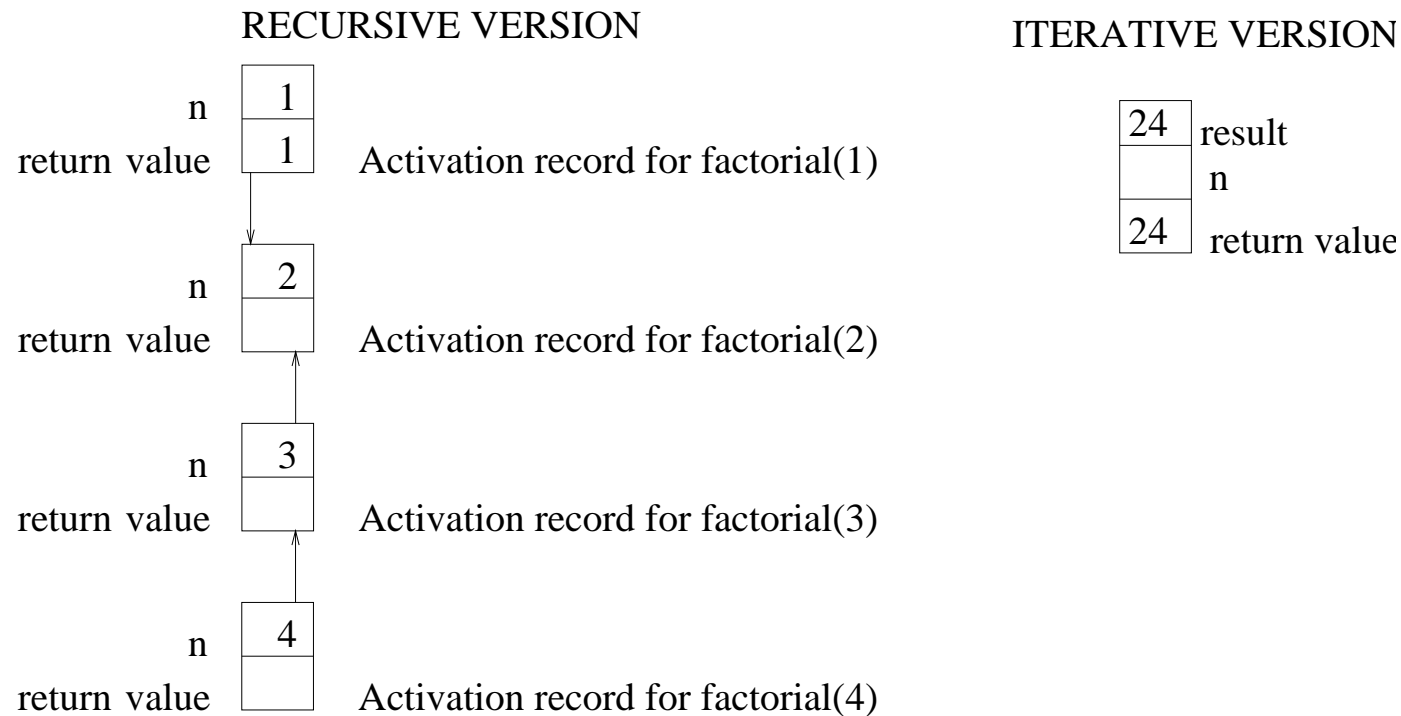 RECURSIVE VERSION
n 1
return value 1 Activation record for factorial(1)
n 2
return value Activation record for factorial(2)
n 3
return value Activation record for factorial(3)
n 4
return value Activation record for factorial(4)
ITERATIVE VERSION
24 result
n
24 return value